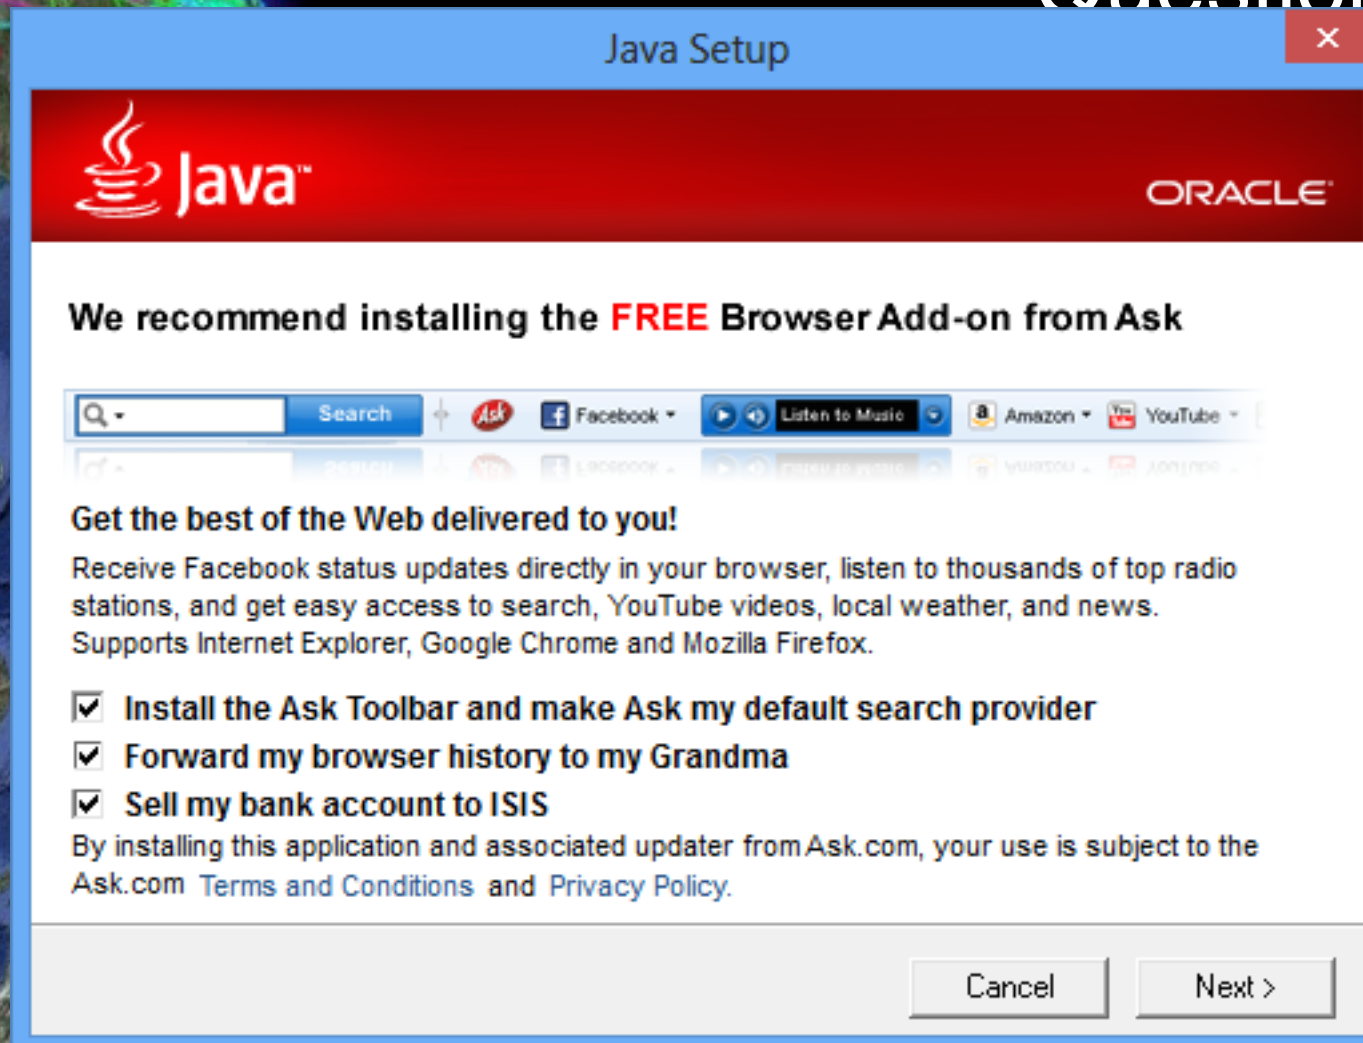 Java Setup
Java™
ORACLE
We recommend installing the FREE Browser Add-on from Ask
Search Ask Facebook Listen to Music Amazon YouTube
Get the best of the Web delivered to you!
Receive Facebook status updates directly in your browser, listen to thousands of top radio
stations, and get easy access to search, YouTube videos, local weather, and news.
Supports Internet Explorer, Google Chrome and Mozilla Firefox.
Install the Ask Toolbar and make Ask my default search provider
Forward my browser history to my Grandma
Sell my bank account to ISIS
By installing this application and associated updater from Ask.com, your use is subject to the
Ask.com Terms and Conditions and Privacy Policy.
Cancel Next >